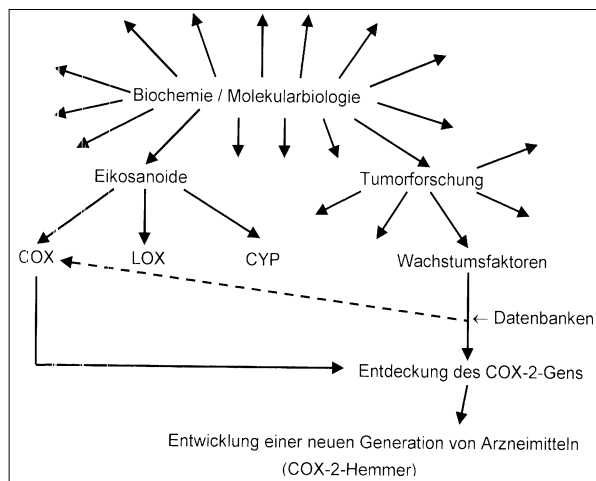 Biochemie / Molekularbiologie
Eikosanoide
Tumorforschung
COX
LOX
CYP
Wachstumsfaktoren
← Datenbanken
Entdeckung des COX-2-Gens
Entwicklung einer neuen Generation von Arzneimitteln
(COX-2-Hemmer)